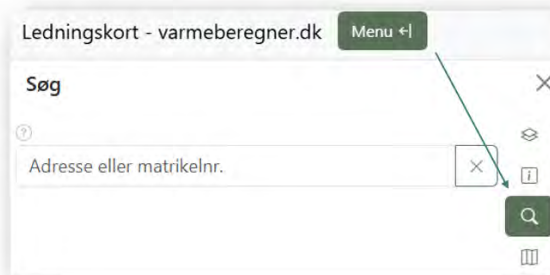 Ledningskort - varmeberegner.dk Menu
Søg
Adresse eller matrikelnr.